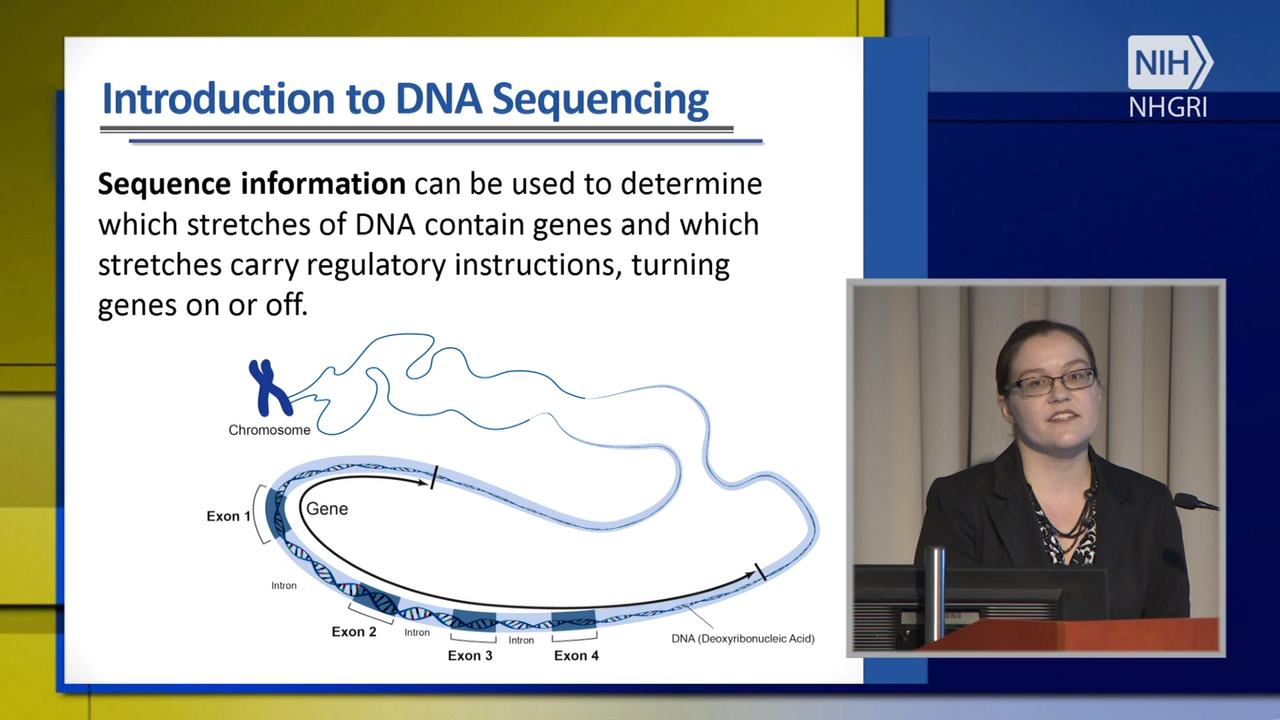 Introduction to DNA Sequencing
NIH
NHGRI
Sequence information can be used to determine
which stretches of DNA contain genes and which
stretches carry regulatory instructions, turning
genes on or off.
Chromosome
Exon 1
Gene
Intron
Exon 2
Intron
Exon 3
Intron
Exon 4
DNA (Deoxyribonucleic Acid)